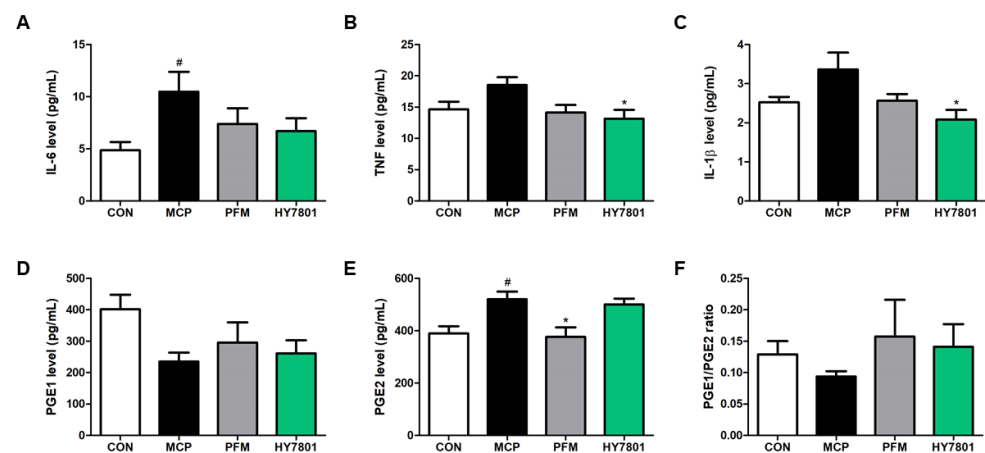 A
IL-6 level (pg/mL)
15
10
5
0
#
CON MCP PFM HY7801
B
TNF level (pg/mL)
25
20
15
10
5
0
*
CON MCP PFM HY7801
C
IL-1β level (pg/mL)
4
3
2
1
0
*
CON MCP PFM HY7801
D
PGE1 level (pg/mL)
500
400
300
200
100
0
CON MCP PFM HY7801
E
PGE2 level (pg/mL)
600
400
200
0
#
*
CON MCP PFM HY7801
F
PGE1/PGE2 ratio
0.25
0.20
0.15
0.10
0.05
0.00
CON MCP PFM HY7801